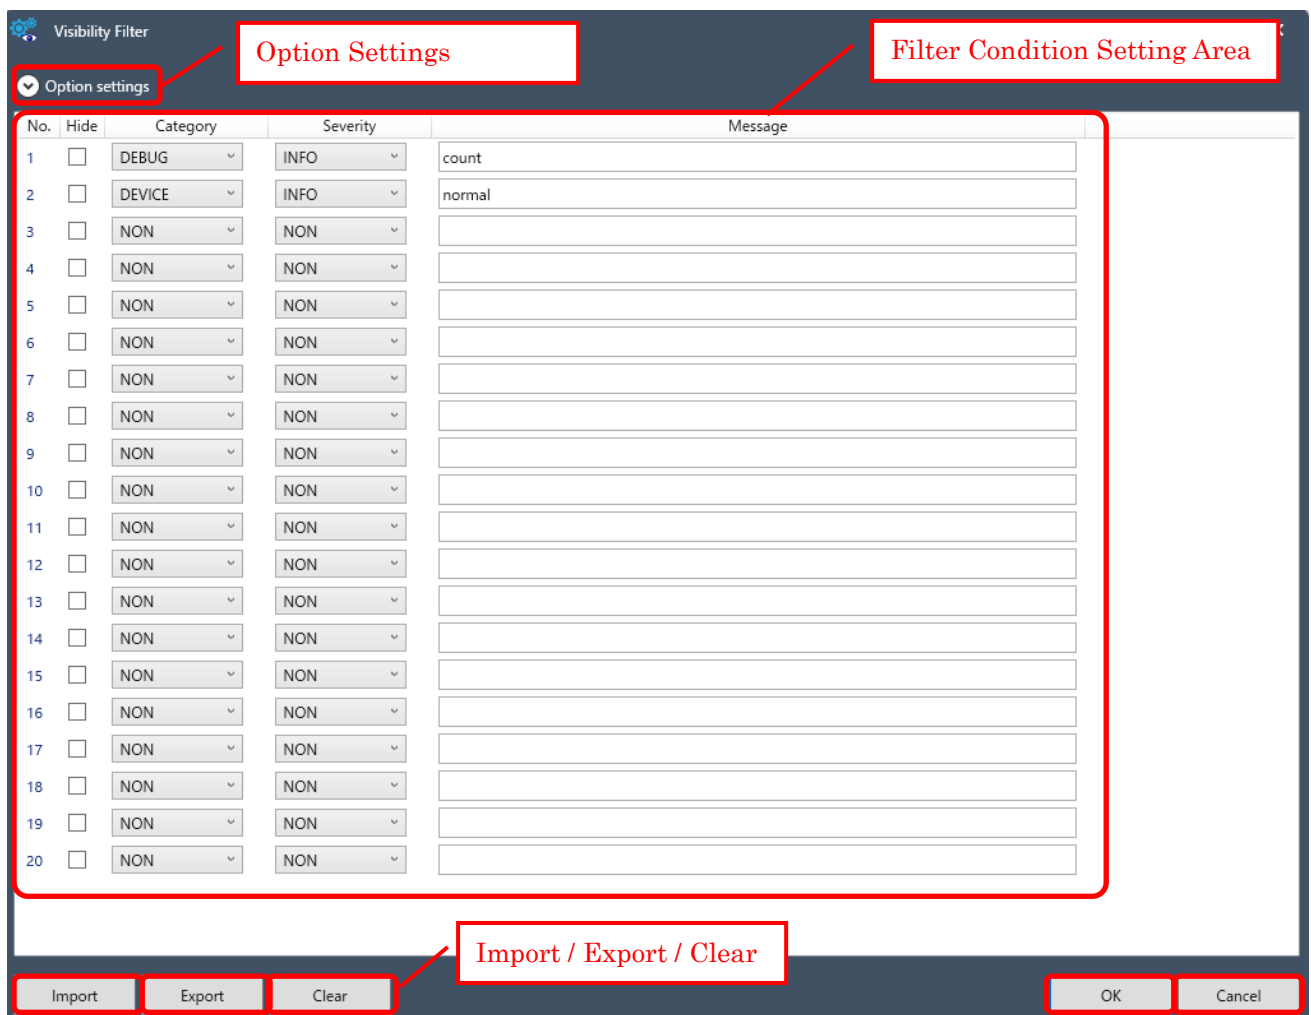 Visibility Filter
Option Settings
Filter Condition Setting Area
Option settings
No. Hide Category Severity Message
1 DEBUG INFO count
2 DEVICE INFO normal
3 NON NON
4 NON NON
5 NON NON
6 NON NON
7 NON NON
8 NON NON
9 NON NON
10 NON NON
11 NON NON
12 NON NON
13 NON NON
14 NON NON
15 NON NON
16 NON NON
17 NON NON
18 NON NON
19 NON NON
20 NON NON
Import / Export / Clear
Import Export Clear OK Cancel